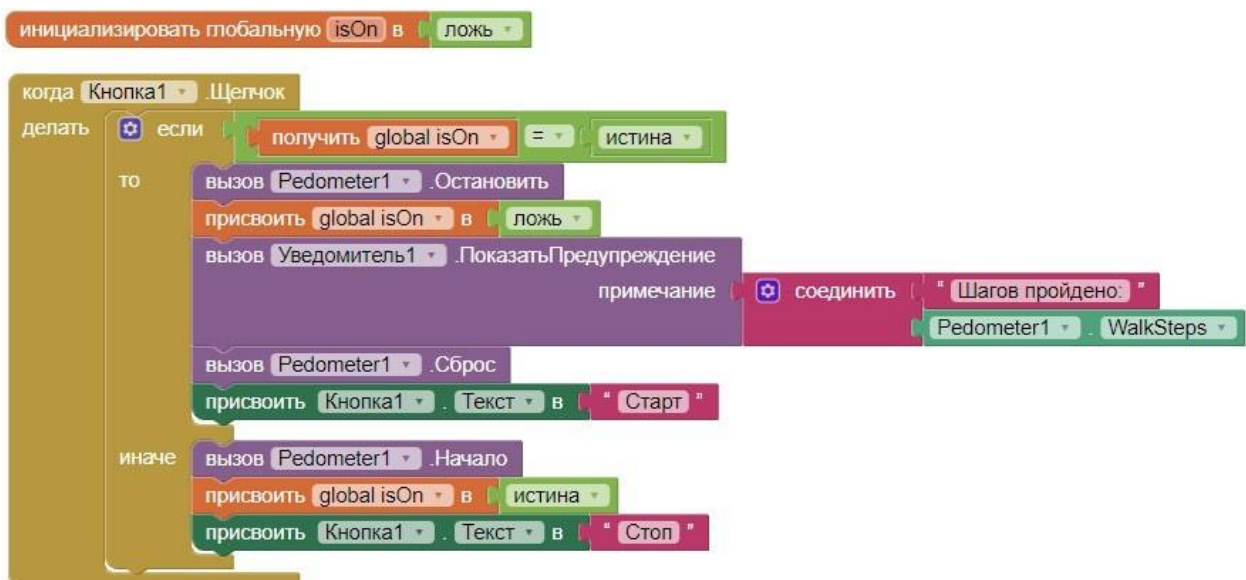 инициализировать глобальную isOn в ложь
когда Кнопка1 .Щелчок
делать если получить global isOn = истина
то вызов Pedometer1 .Остановить
присвоить global isOn в ложь
вызов Уведомитель1 .ПоказатьПредупреждение
примечание соединить " Шагов пройдено: "
Pedometer1 . WalkSteps
вызов Pedometer1 .Сброс
присвоить Кнопка1 . Текст в " Старт "
иначе вызов Pedometer1 .Начало
присвоить global isOn в истина
присвоить Кнопка1 . Текст в " Стоп "